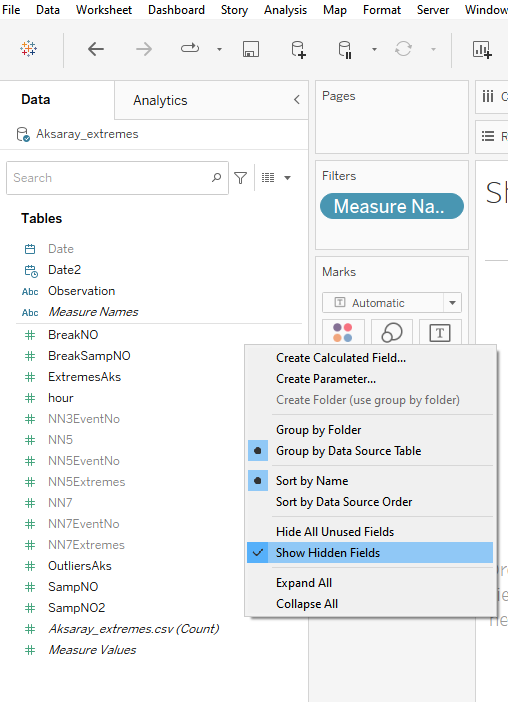 File Data Worksheet Dashboard Story Analysis Map Format Server Window
Data Analytics
Aksaray_extremes
Search
Tables
Date
Date2
Abc Observation
Abc Measure Names
BreakNO
BreakSampNO
ExtremesAks
hour
NN3EventNo
NN5
NN5EventNo
NN5Extremes
NN7
NN7EventNo
NN7Extremes
OutliersAks
SampNO
SampNO2
Aksaray_extremes.csv (Count)
Measure Values
Pages
Filters
Measure Na..
Marks
T Automatic
T
C
R
Sh
Create Calculated Field...
Create Parameter...
Create Folder (use group by folder)
Group by Folder
Group by Data Source Table
Sort by Name
Sort by Data Source Order
Hide All Unused Fields
Show Hidden Fields
Expand All
Collapse All